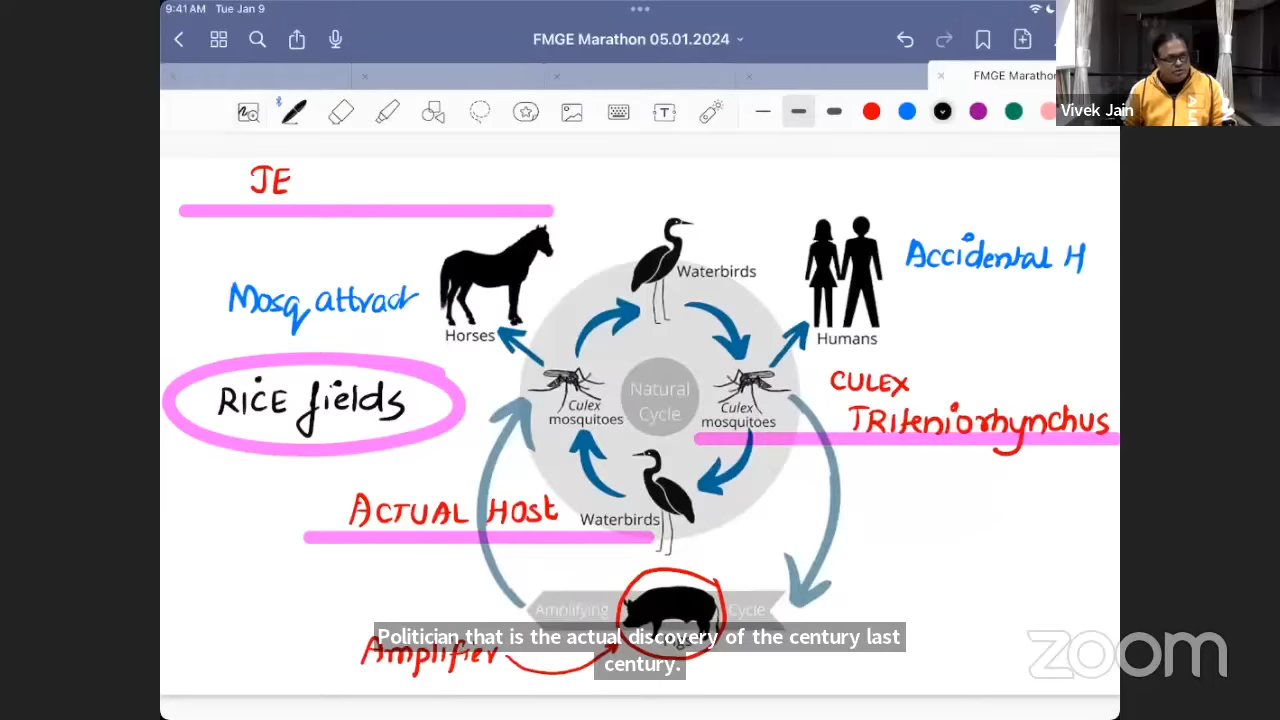 9:41 AM Tue Jan 9
FMGE Marathon 05.01.2024
FMGE Maratho
Vivek Jain
JE
Waterbirds
Accidental H
Mosq attract
Horses
Humans
RICE fields
Natural
Cycle
Culex
mosquitoes
Culex
mosquitoes
CULEX
TRiteniorhynchus
ACTUAL HOST
Waterbirds
Amplifying
Cycle
Politician that is the actual discovery of the century last
century.
Amplifier
zoom